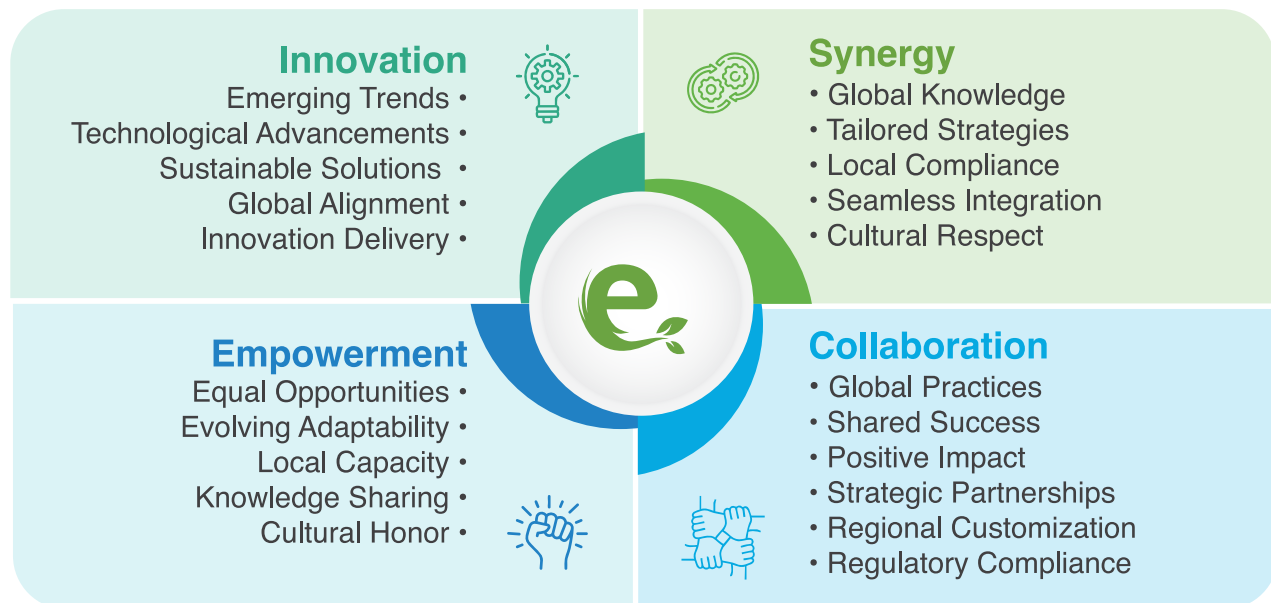 Innovation
Emerging Trends •
Technological Advancements •
Sustainable Solutions •
Global Alignment •
Innovation Delivery •
Synergy
• Global Knowledge
• Tailored Strategies
• Local Compliance
• Seamless Integration
• Cultural Respect
e
Empowerment
Equal Opportunities •
Evolving Adaptability •
Local Capacity •
Knowledge Sharing •
Cultural Honor •
Collaboration
• Global Practices
• Shared Success
• Positive Impact
• Strategic Partnerships
• Regional Customization
• Regulatory Compliance